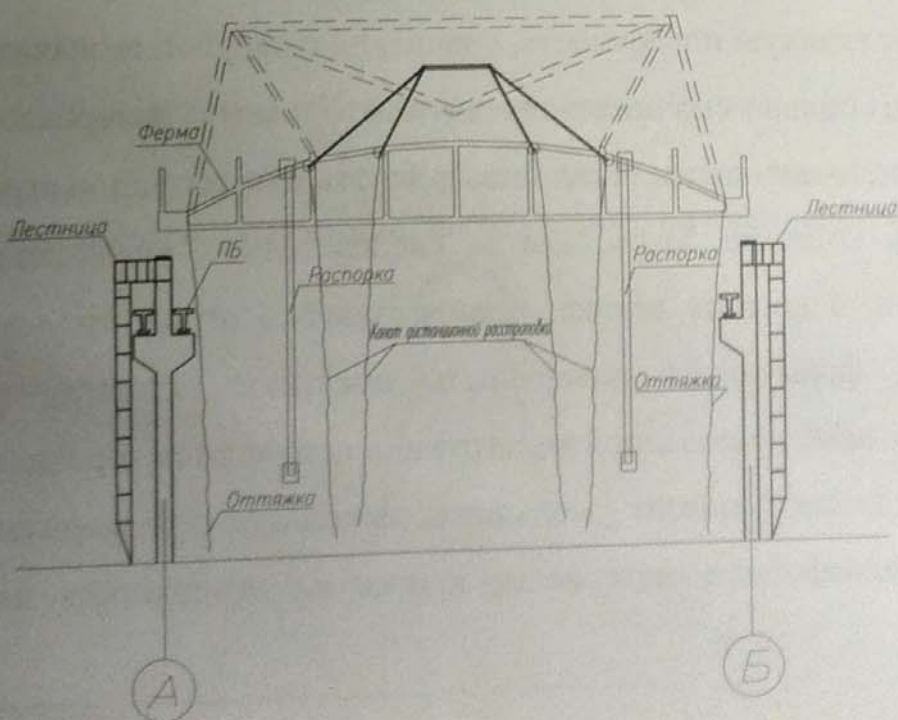 Ферма
Лестница
Лестница
ПБ
Распорка
Распорка
Канат дистанционной расстроповки
Оттяжка
Оттяжка
А
Б